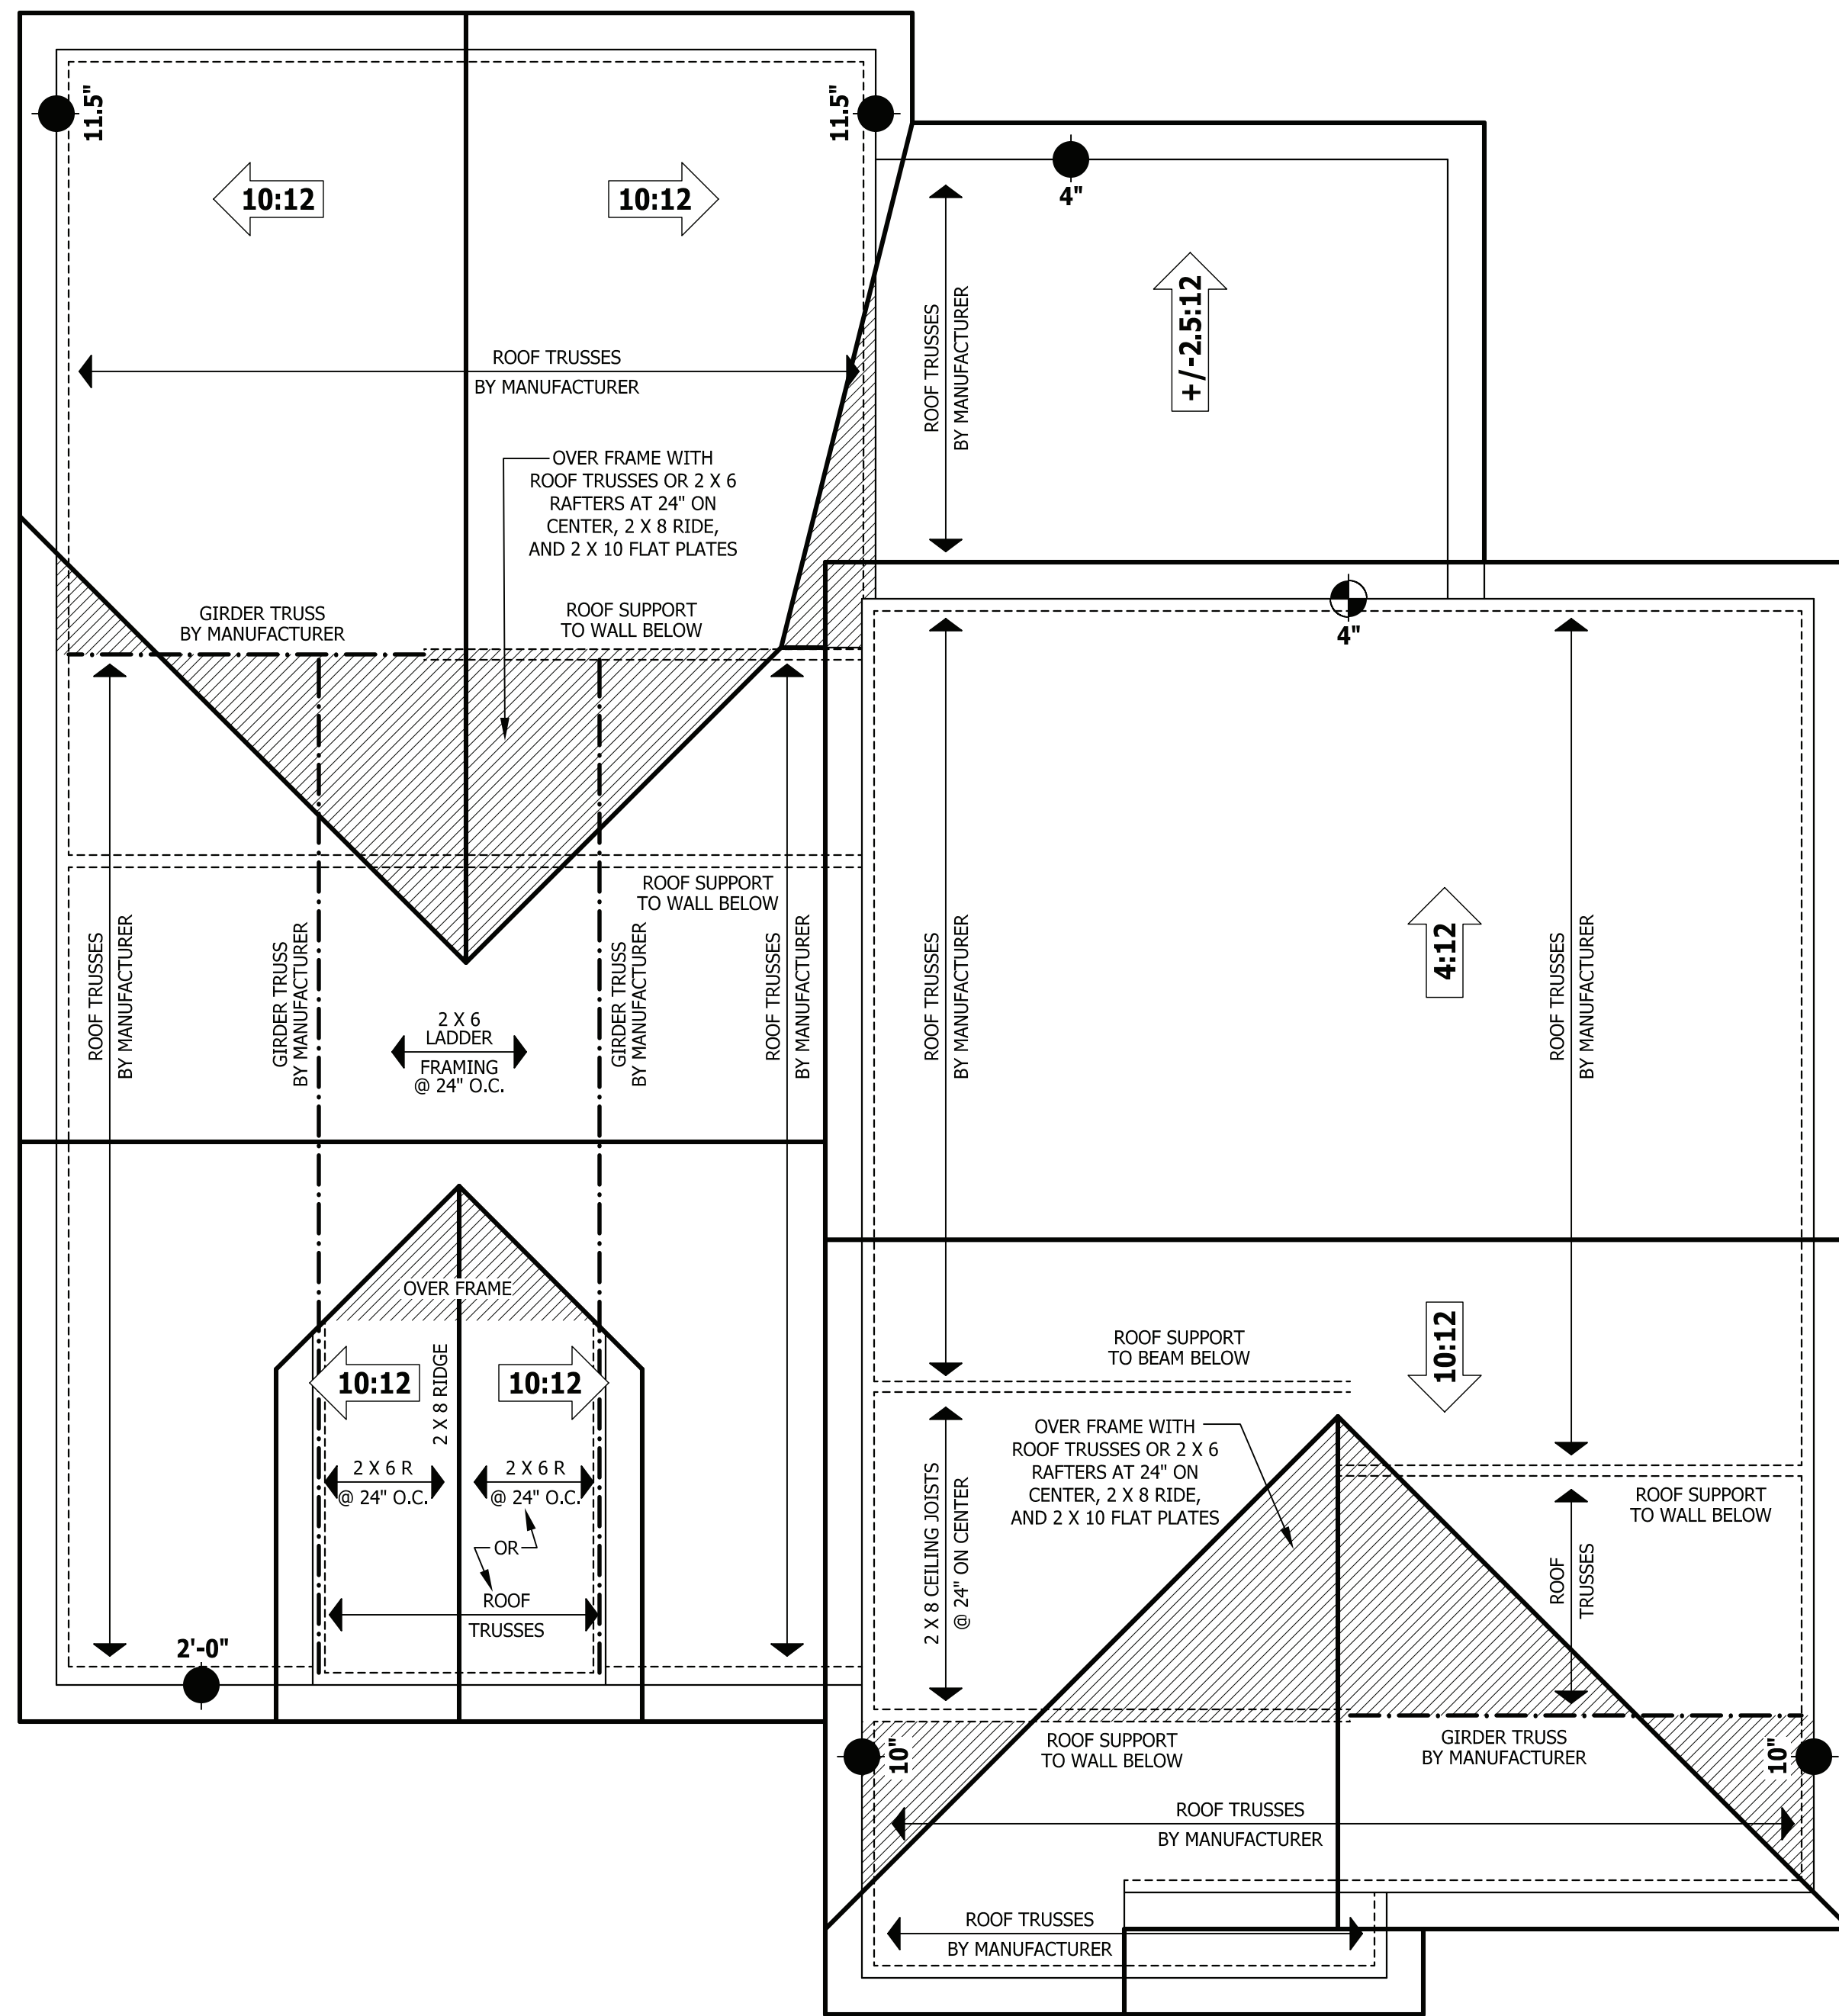 11.5"
11.5"
4"
10:12
10:12
+/-2.5:12
ROOF TRUSSES
BY MANUFACTURER
ROOF TRUSSES
BY MANUFACTURER
OVER FRAME WITH
ROOF TRUSSES OR 2 X 6
RAFTERS AT 24" ON
CENTER, 2 X 8 RIDE,
AND 2 X 10 FLAT PLATES
GIRDER TRUSS
BY MANUFACTURER
ROOF SUPPORT
TO WALL BELOW
4"
ROOF SUPPORT
TO WALL BELOW
ROOF TRUSSES
BY MANUFACTURER
GIRDER TRUSS
BY MANUFACTURER
2 X 6
LADDER
FRAMING
@ 24" O.C.
GIRDER TRUSS
BY MANUFACTURER
ROOF TRUSSES
BY MANUFACTURER
ROOF TRUSSES
BY MANUFACTURER
4:12
ROOF TRUSSES
BY MANUFACTURER
OVER FRAME
10:12
2 X 8 RIDGE
10:12
2 X 6 R
@ 24" O.C.
2 X 6 R
@ 24" O.C.
OR
ROOF
TRUSSES
2'-0"
ROOF SUPPORT
TO BEAM BELOW
10:12
OVER FRAME WITH
ROOF TRUSSES OR 2 X 6
RAFTERS AT 24" ON
CENTER, 2 X 8 RIDE,
AND 2 X 10 FLAT PLATES
2 X 8 CEILING JOISTS
@ 24" ON CENTER
ROOF SUPPORT
TO WALL BELOW
ROOF
TRUSSES
10"
ROOF SUPPORT
TO WALL BELOW
GIRDER TRUSS
BY MANUFACTURER
10"
ROOF TRUSSES
BY MANUFACTURER
ROOF TRUSSES
BY MANUFACTURER